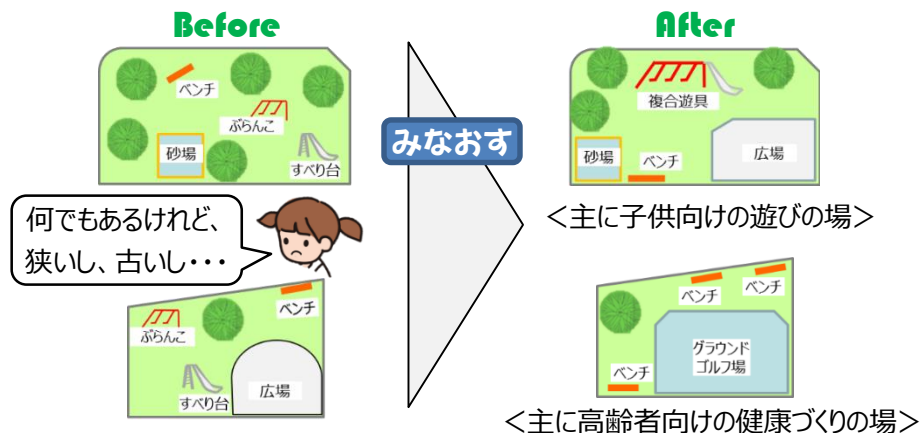 Before
ベンチ
ぶらんこ
砂場
すべり台
何でもあるけれど、
狭いし、古いし・・・
ベンチ
ぶらんこ
すべり台
広場
みなおす
After
複合遊具
砂場
ベンチ
広場
＜主に子供向けの遊びの場＞
ベンチ
ベンチ
グラウンド
ゴルフ場
ベンチ
＜主に高齢者向けの健康づくりの場＞